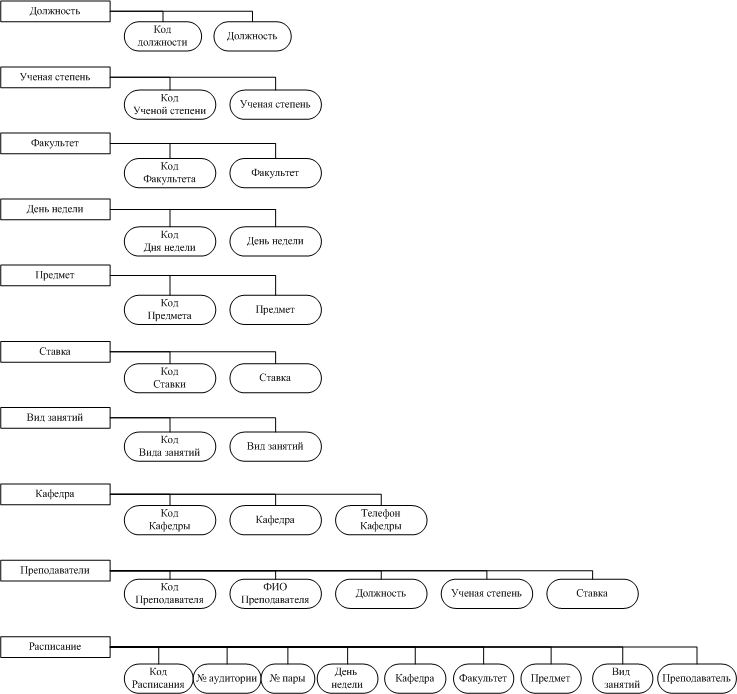 Должность
Код
должности
Должность
Ученая степень
Код
Ученой степени
Ученая степень
Факультет
Код
Факультета
Факультет
День недели
Код
Дня недели
День недели
Предмет
Код
Предмета
Предмет
Ставка
Код
Ставки
Ставка
Вид занятий
Код
Вида занятий
Вид занятий
Кафедра
Код
Кафедры
Кафедра
Телефон
Кафедры
Преподаватели
Код
Преподавателя
ФИО
Преподавателя
Должность
Ученая степень
Ставка
Расписание
Код
Расписания
№ аудитории
№ пары
День
недели
Кафедра
Факультет
Предмет
Вид
занятий
Преподаватель